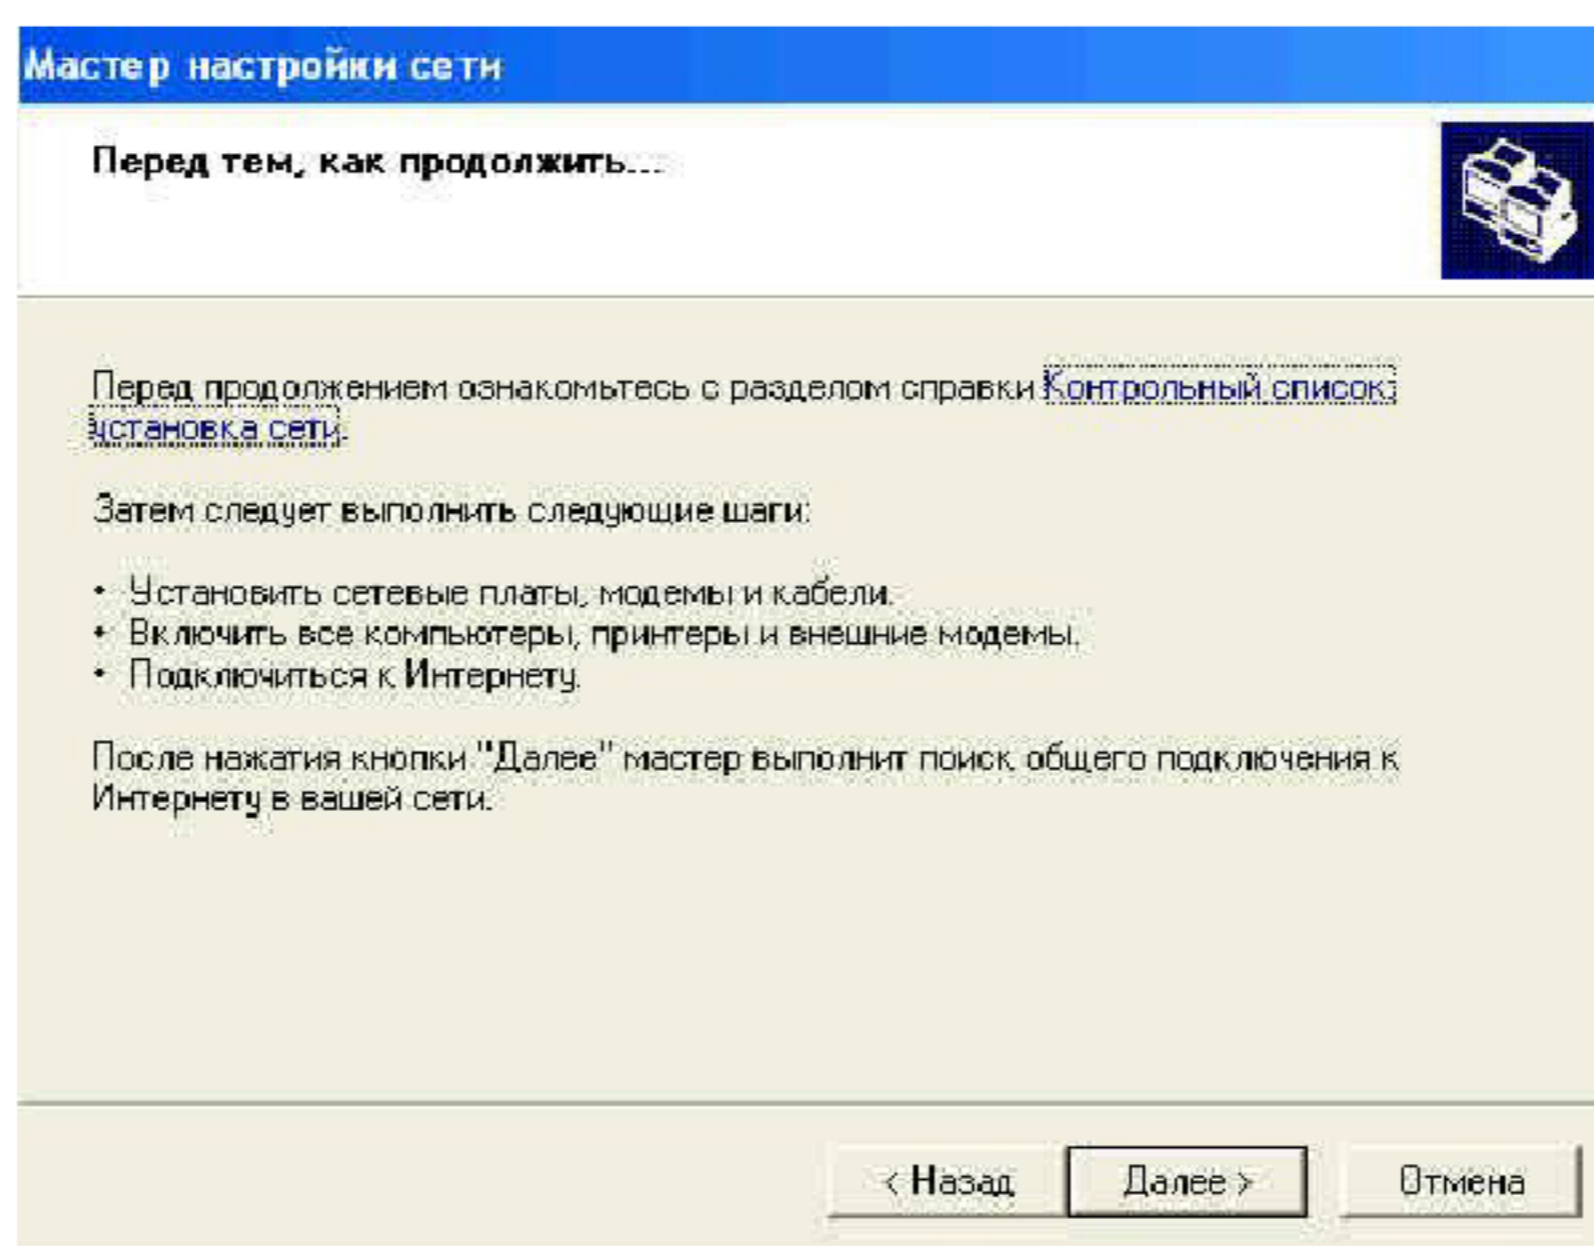 Мастер настройки сети
Перед тем, как продолжить...
Перед продолжением ознакомьтесь с разделом справки Контрольный список:
установка сети.
Затем следует выполнить следующие шаги:
• Установить сетевые платы, модемы и кабели.
• Включить все компьютеры, принтеры и внешние модемы.
• Подключиться к Интернету.
После нажатия кнопки "Далее" мастер выполнит поиск общего подключения к
Интернету в вашей сети.
< Назад Далее > Отмена